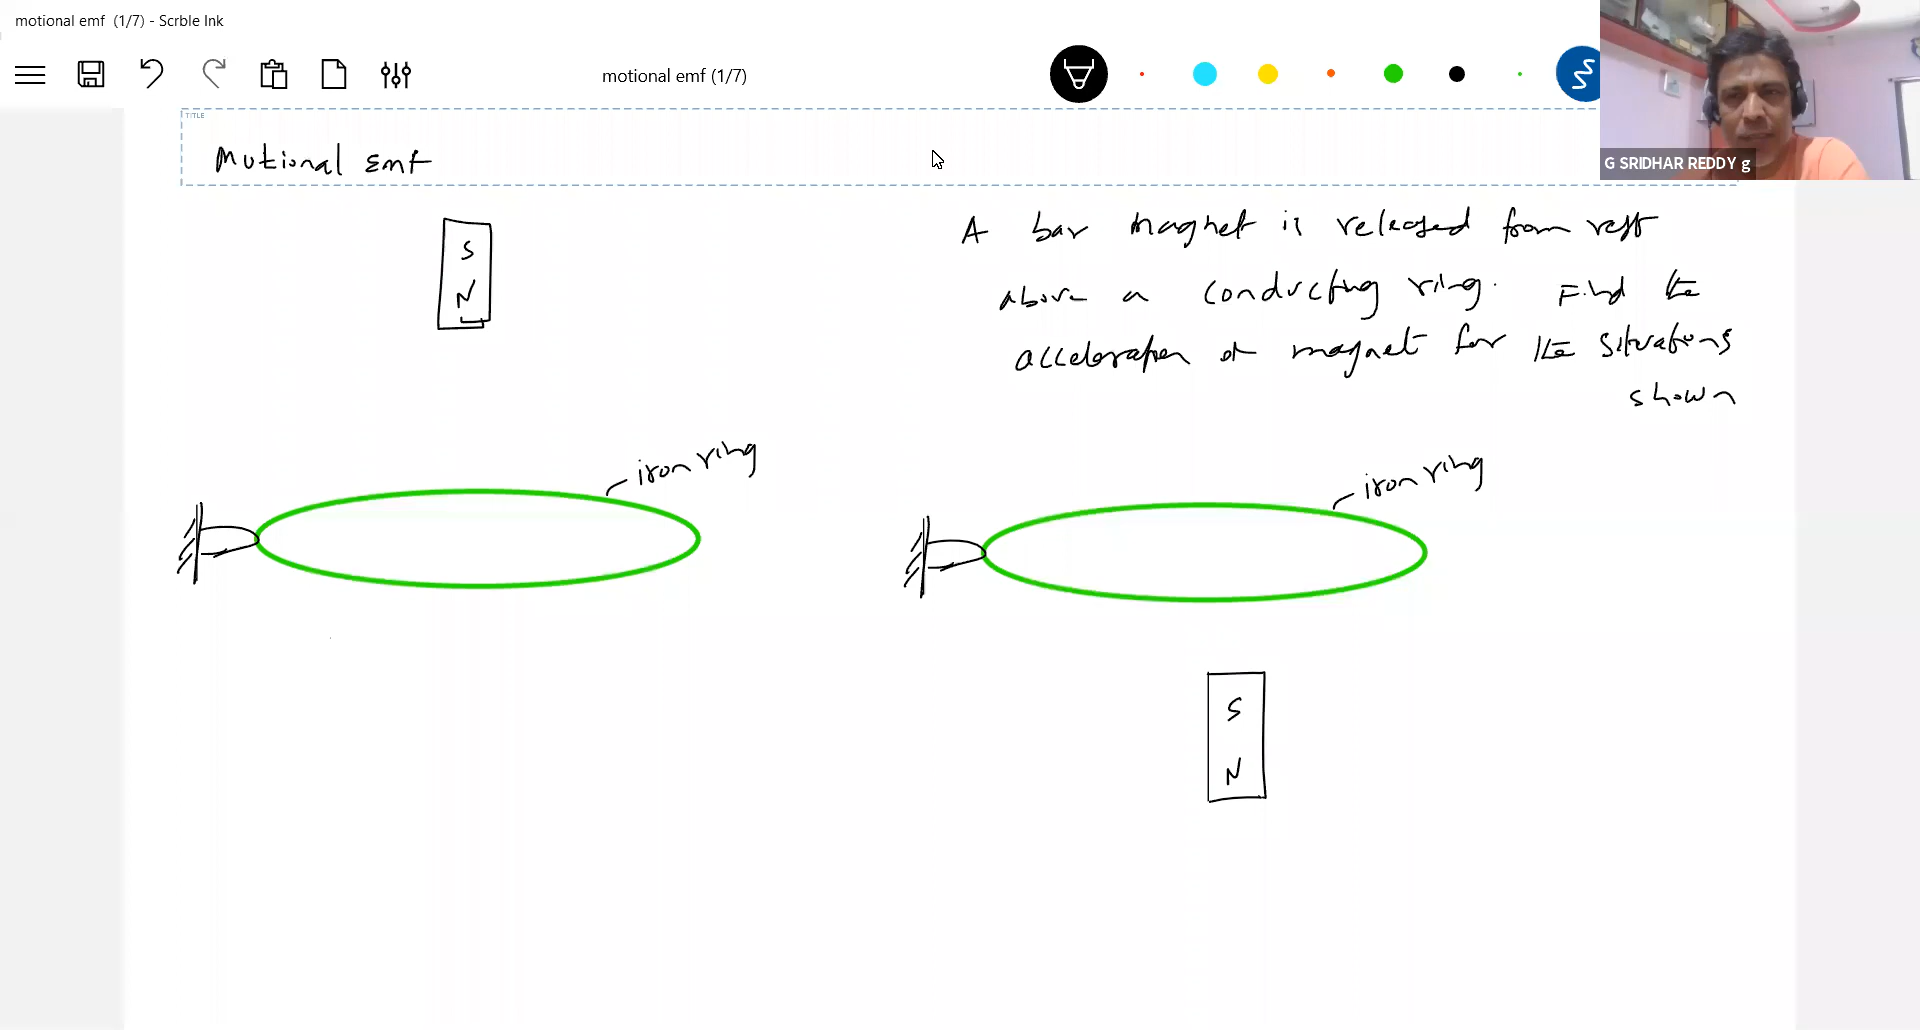 motional emf (1/7) - Scrble Ink
motional emf (1/7)
TITLE
Motional Emf
G SRIDHAR REDDY g
A bar magnet is released from rest
above a conducting ring. Find the
acceleration of magnet for the situations
shown
S
N
iron ring
iron ring
S
N